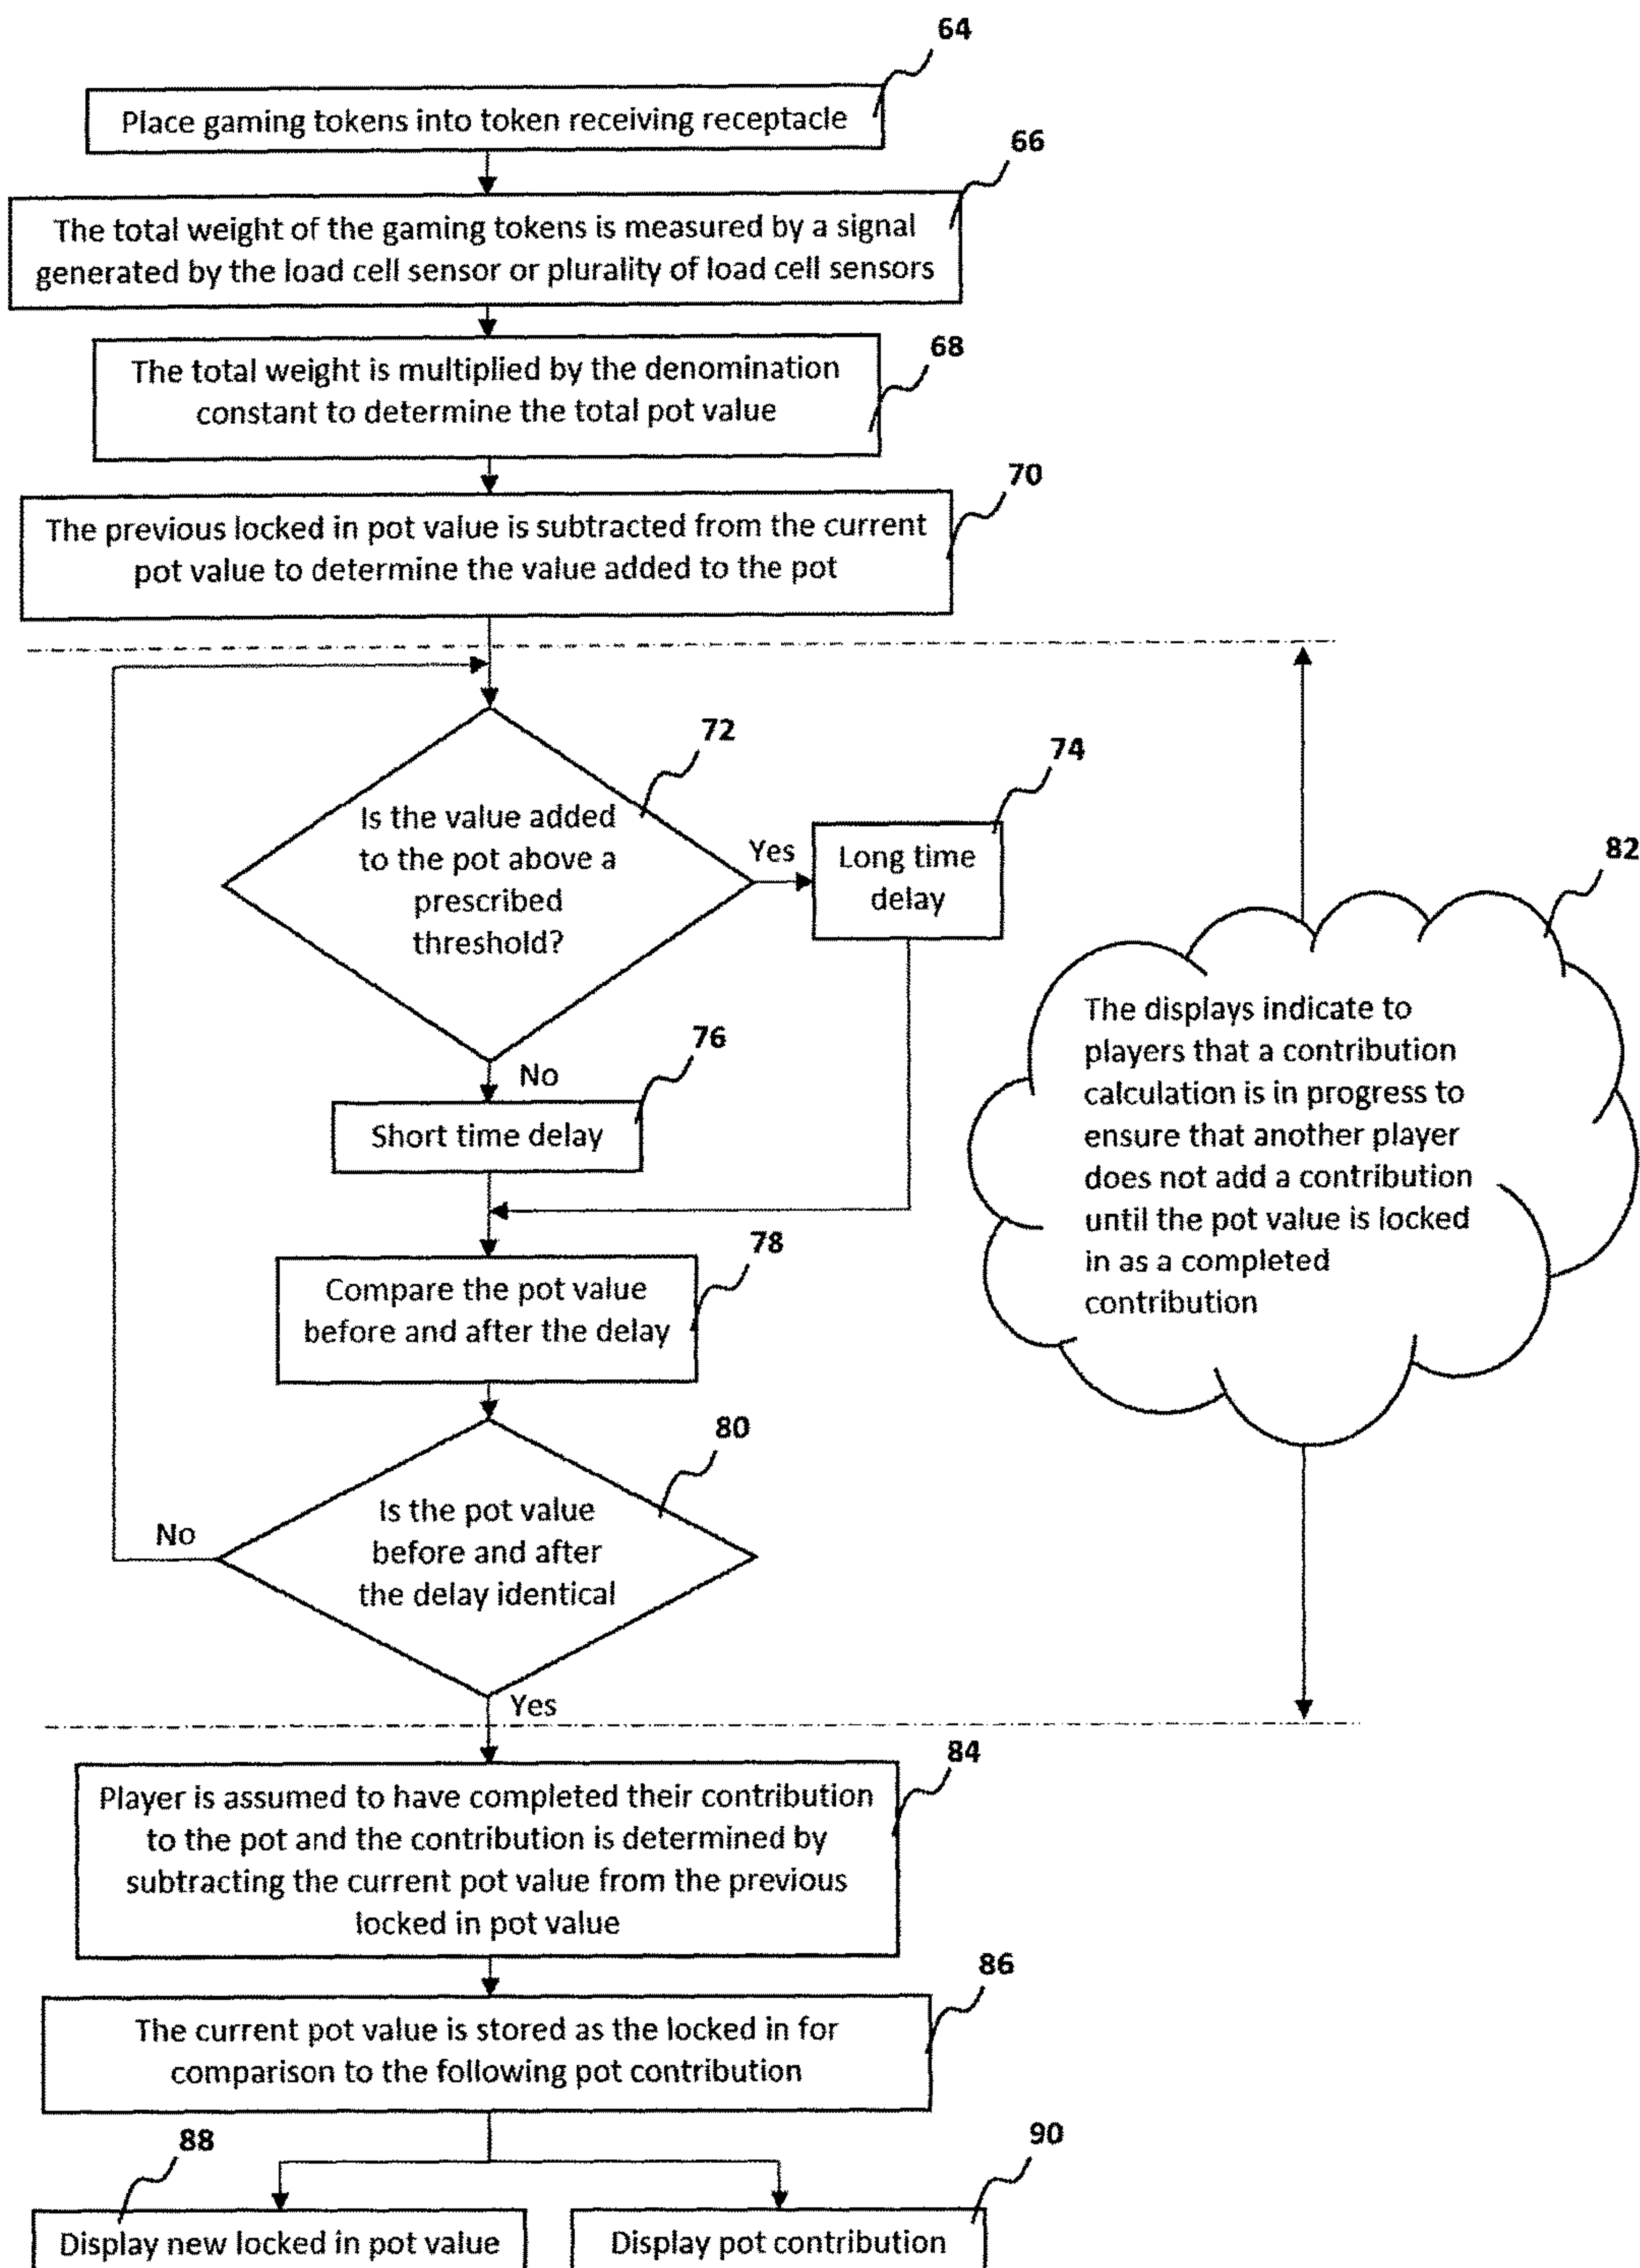 64
Place gaming tokens into token receiving receptacle
66
The total weight of the gaming tokens is measured by a signal
generated by the load cell sensor or plurality of load cell sensors
68
The total weight is multiplied by the denomination
constant to determine the total pot value
70
The previous locked in pot value is subtracted from the current
pot value to determine the value added to the pot
72
Is the value added
to the pot above a
prescribed
threshold?
Yes
74
Long time
delay
No
76
Short time delay
78
Compare the pot value
before and after the delay
80
Is the pot value
before and after
the delay identical
No
Yes
82
The displays indicate to
players that a contribution
calculation is in progress to
ensure that another player
does not add a contribution
until the pot value is locked
in as a completed
contribution
84
Player is assumed to have completed their contribution
to the pot and the contribution is determined by
subtracting the current pot value from the previous
locked in pot value
86
The current pot value is stored as the locked in for
comparison to the following pot contribution
88
Display new locked in pot value
90
Display pot contribution